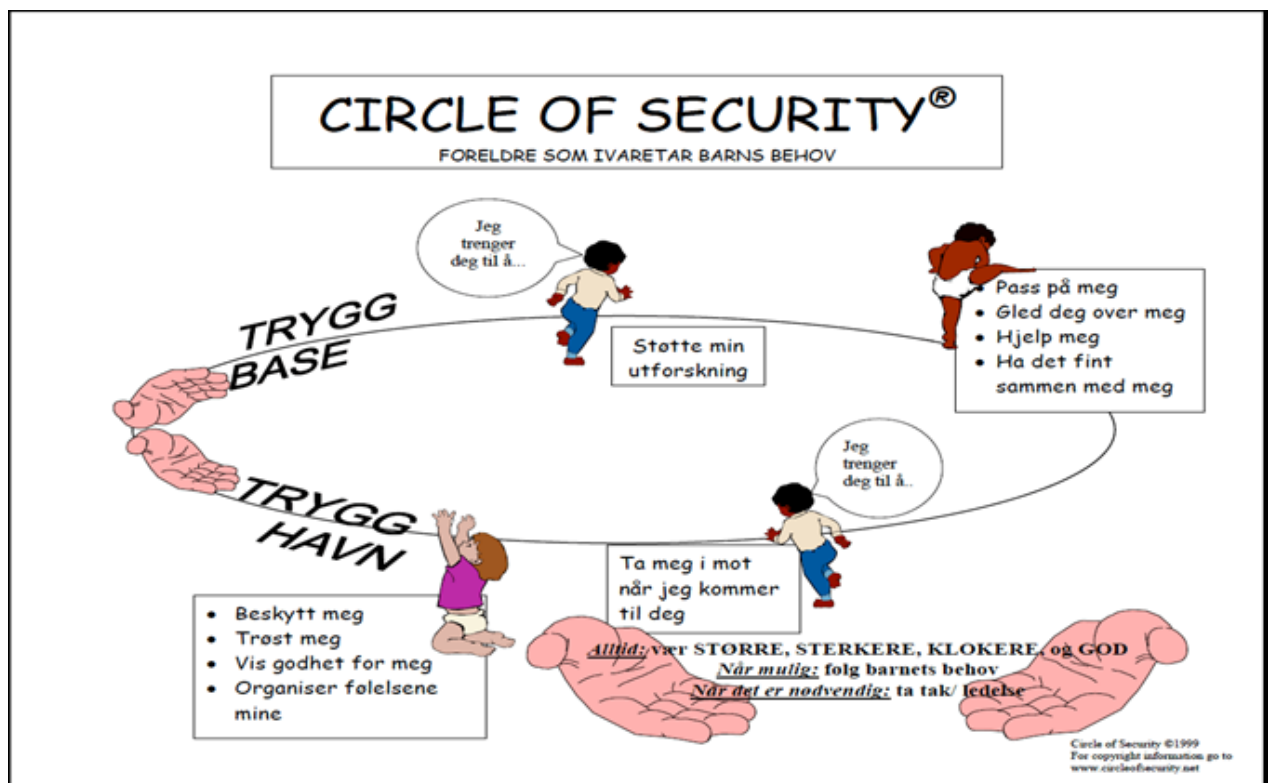 CIRCLE OF SECURITY®
FORELDRE SOM IVARETAR BARNS BEHOV
Jeg
trenger
deg til å...
TRYGG
BASE
Støtte min
utforskning
• Pass på meg
• Gled deg over meg
• Hjelp meg
• Ha det fint
sammen med meg
Jeg
trenger
deg til å..
TRYGG
HAVN
Ta meg i mot
når jeg kommer
til deg
• Beskytt meg
• Trøst meg
• Vis godhet for meg
• Organiser følelsene
mine
Alltid: vær STØRRE, STERKERE, KLOKERE, og GOD
Når mulig: følg barnets behov
Når det er nødvendig: ta tak/ ledelse
Circle of Security ©1999
For copyright information go to
www.circleofsecurity.net